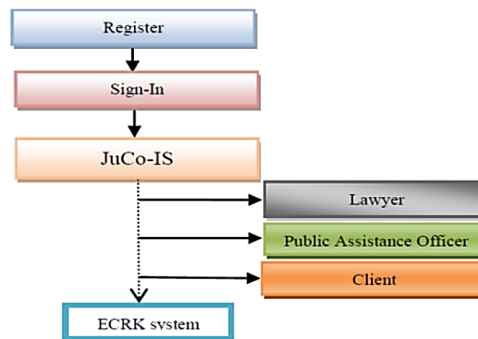 Register
Sign-In
JuCo-IS
Lawyer
Public Assistance Officer
Client
ECRK system